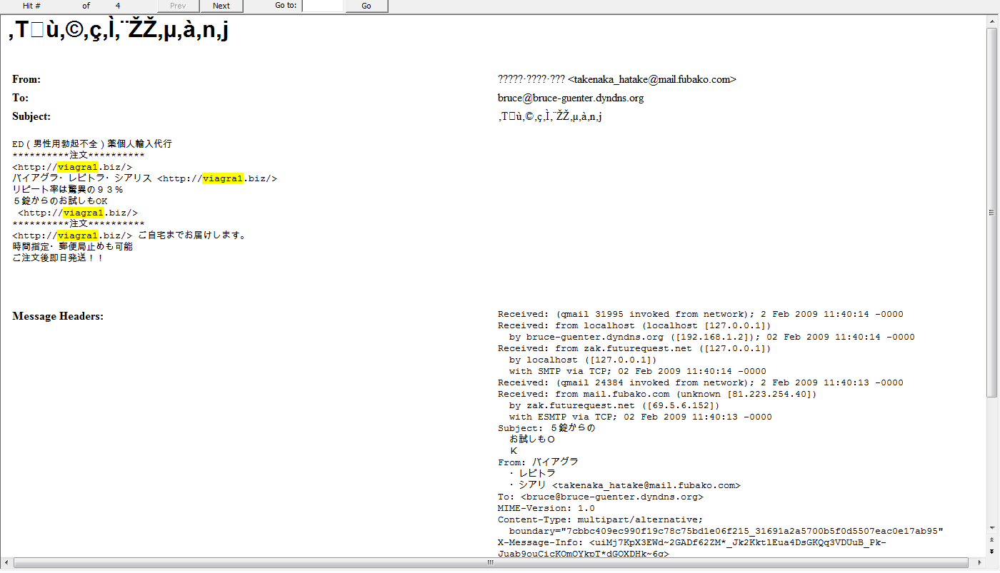 Hit # of 4 Prev Next Go to: Go
‚T□ù‚©‚ç‚Ì‚¨ŽŽ‚µ‚à‚n‚j
From: ?????·????·??? <takenaka_hatake@mail.fubako.com>
To: bruce@bruce-guenter.dyndns.org
Subject: ‚T□ù‚©‚ç‚Ì‚¨ŽŽ‚µ‚à‚n‚j
ED（男性用勃起不全）薬個人輸入代行
**********注文**********
<http://viagra1.biz/>
バイアグラ・レビトラ・シアリス <http://viagra1.biz/>
リピート率は驚異の９３％
５錠からのお試しもOK
<http://viagra1.biz/>
**********注文**********
<http://viagra1.biz/> ご自宅までお届けします。
時間指定・郵便局止めも可能
ご注文後即日発送！！
Message Headers:
Received: (qmail 31995 invoked from network); 2 Feb 2009 11:40:14 -0000
Received: from localhost (localhost [127.0.0.1])
by bruce-guenter.dyndns.org ([192.168.1.2]); 02 Feb 2009 11:40:14 -0000
Received: from zak.futurequest.net ([127.0.0.1])
by localhost ([127.0.0.1])
with SMTP via TCP; 02 Feb 2009 11:40:14 -0000
Received: (qmail 24384 invoked from network); 2 Feb 2009 11:40:13 -0000
Received: from mail.fubako.com (unknown [81.223.254.40])
by zak.futurequest.net ([69.5.6.152])
with ESMTP via TCP; 02 Feb 2009 11:40:13 -0000
Subject: ５錠からの
お試しもＯ
Ｋ
From: バイアグラ
・レビトラ
・シアリ <takenaka_hatake@mail.fubako.com>
To: <bruce@bruce-guenter.dyndns.org>
MIME-Version: 1.0
Content-Type: multipart/alternative;
boundary="7cbbc409ec990f19c78c75bd1e06f215_31691a2a5700b5f0d5507eac0e17ab95"
X-Message-Info: <uiMj7KpX3EWd~2GADf62ZM*_Jk2KktlEua4DsGKQq3VDUuB_Pk-
Juab9ouCicKOmOYkpT*dGOXDHk~6g>